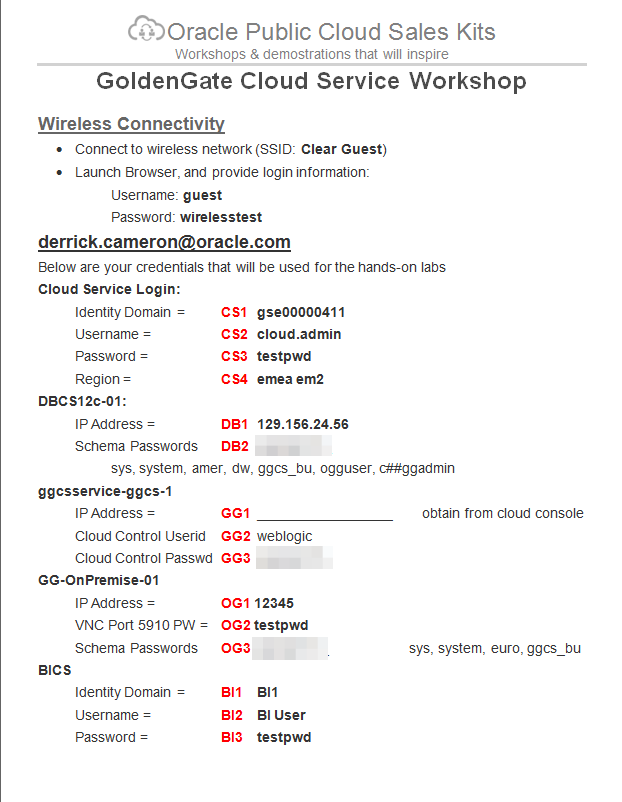 Oracle Public Cloud Sales Kits
Workshops & demostrations that will inspire
GoldenGate Cloud Service Workshop
Wireless Connectivity
• Connect to wireless network (SSID: Clear Guest)
• Launch Browser, and provide login information:
Username: guest
Password: wirelesstest
derrick.cameron@oracle.com
Below are your credentials that will be used for the hands-on labs
Cloud Service Login:
Identity Domain = CS1 gse00000411
Username = CS2 cloud.admin
Password = CS3 testpwd
Region = CS4 emea em2
DBCS12c-01:
IP Address = DB1 129.156.24.56
Schema Passwords DB2
sys, system, amer, dw, ggcs_bu, ogguser, c##ggadmin
ggcsservice-ggcs-1
IP Address = GG1 __________________ obtain from cloud console
Cloud Control Userid GG2 weblogic
Cloud Control Passwd GG3
GG-OnPremise-01
IP Address = OG1 12345
VNC Port 5910 PW = OG2 testpwd
Schema Passwords OG3 . sys, system, euro, ggcs_bu
BICS
Identity Domain = BI1 BI1
Username = BI2 BI User
Password = BI3 testpwd